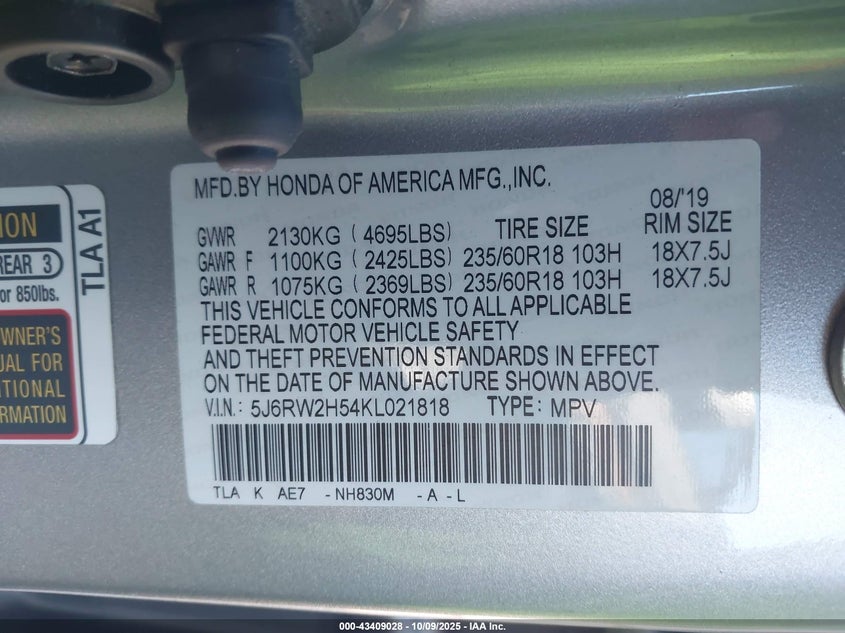 MFD.BY HONDA OF AMERICA MFG.,INC.
08/'19
GVWR 2130KG ( 4695LBS) TIRE SIZE RIM SIZE
GAWR F 1100KG ( 2425LBS) 235/60R18 103H 18X7.5J
GAWR R 1075KG ( 2369LBS) 235/60R18 103H 18X7.5J
THIS VEHICLE CONFORMS TO ALL APPLICABLE
FEDERAL MOTOR VEHICLE SAFETY
AND THEFT PREVENTION STANDARDS IN EFFECT
ON THE DATE OF MANUFACTURE SHOWN ABOVE.
V.I.N.: 5J6RW2H54KL021818 TYPE: MPV
TLA K AE7 -NH830M -A -L
ION
REAR 3
or 850lbs.
WNER'S
UAL FOR
ITIONAL
FORMATION
TLA A1
000-43409028 - 10/09/2025 - IAA Inc.